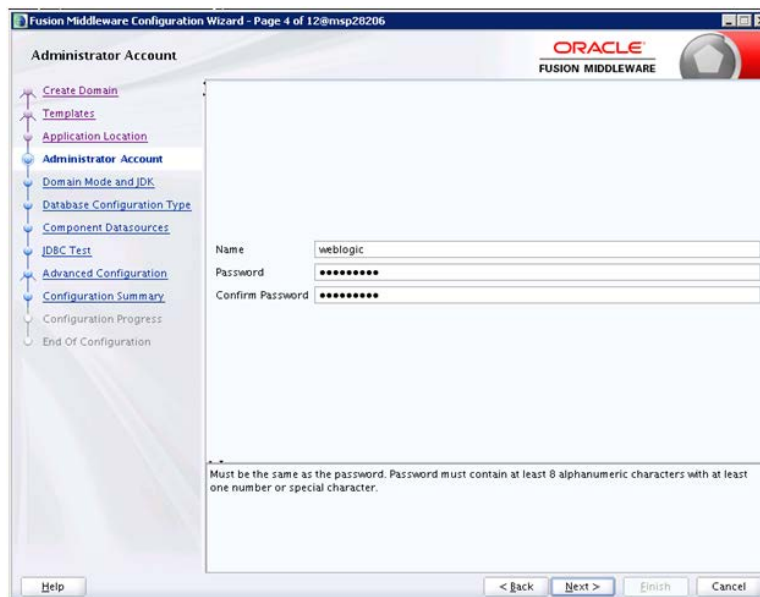 Fusion Middleware Configuration Wizard - Page 4 of 12@msp28206
Administrator Account
ORACLE
FUSION MIDDLEWARE
Create Domain
Templates
Application Location
Administrator Account
Domain Mode and JDK
Database Configuration Type
Component Datasources
JDBC Test
Advanced Configuration
Configuration Summary
Configuration Progress
End Of Configuration
Name weblogic
Password •••••••••
Confirm Password •••••••••
Must be the same as the password. Password must contain at least 8 alphanumeric characters with at least
one number or special character.
Help < Back Next > Finish Cancel